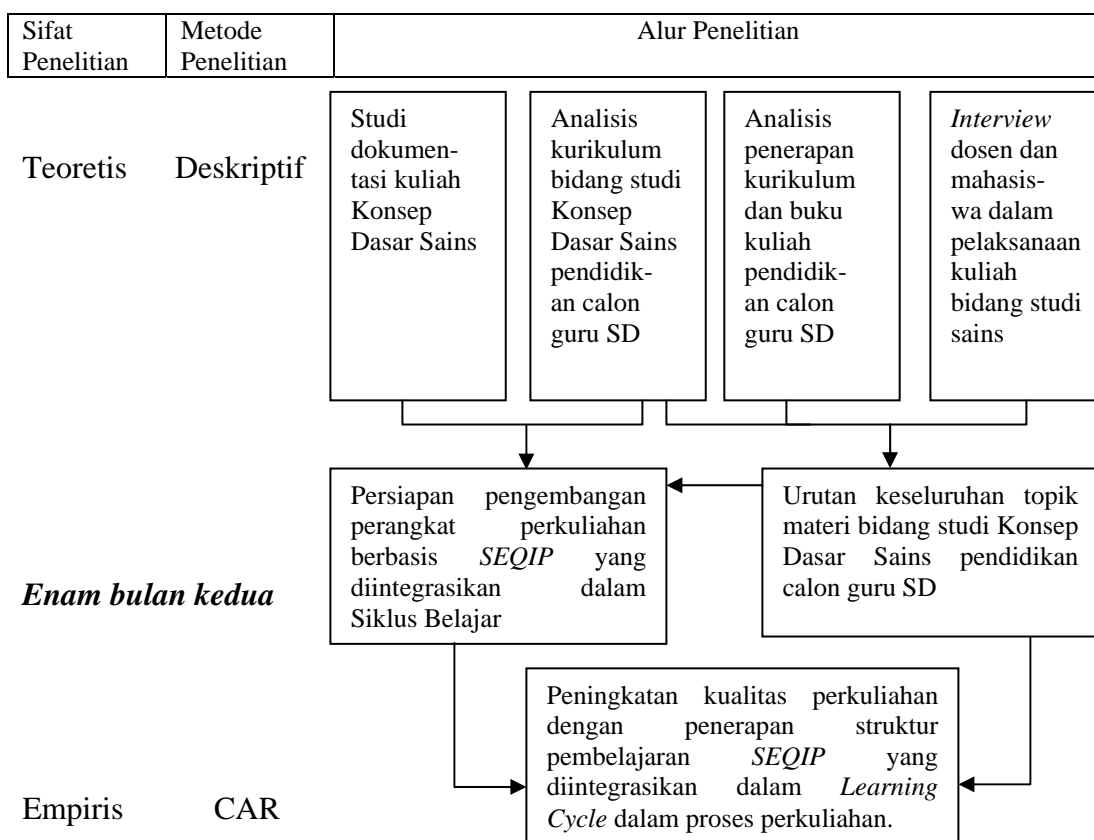 Sifat
Penelitian
Metode
Penelitian
Alur Penelitian
Teoretis
Deskriptif
Studi
dokumen-
tasi kuliah
Konsep
Dasar Sains
Analisis
kurikulum
bidang studi
Konsep
Dasar Sains
pendidik-
an calon
guru SD
Analisis
penerapan
kurikulum
dan buku
kuliah
pendidik-
an calon
guru SD
Interview
dosen dan
mahasis-
wa dalam
pelaksanaan
kuliah
bidang studi
sains
Enam bulan kedua
Persiapan pengembangan
perangkat perkuliahan
berbasis SEQIP yang
diintegrasikan dalam
Siklus Belajar
Urutan keseluruhan topik
materi bidang studi Konsep
Dasar Sains pendidikan
calon guru SD
Empiris
CAR
Peningkatan kualitas perkuliahan
dengan penerapan struktur
pembelajaran SEQIP yang
diintegrasikan dalam Learning
Cycle dalam proses perkuliahan.